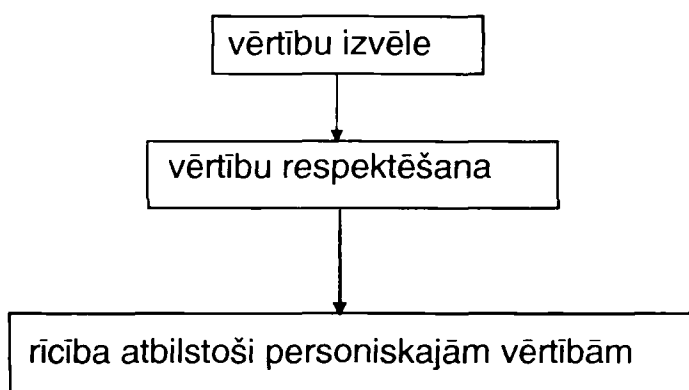 vērtību izvēle
vērtību respektēšana
rīcība atbilstoši personiskajām vērtībām